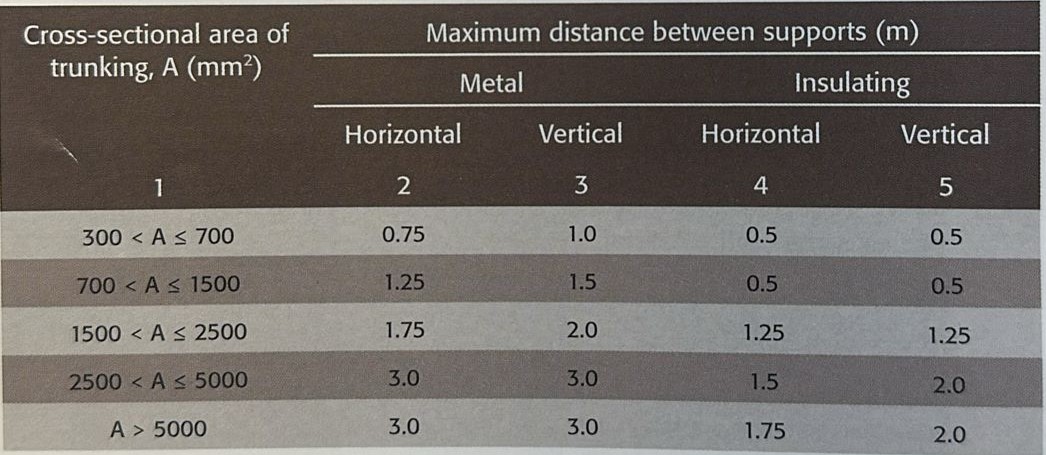 Cross-sectional area of Maximum distance between supports (m)
trunking, A (mm²)
Metal Insulating
Horizontal Vertical Horizontal Vertical
1 2 3 4 5
300 < A ≤ 700 0.75 1.0 0.5 0.5
700 < A ≤ 1500 1.25 1.5 0.5 0.5
1500 < A ≤ 2500 1.75 2.0 1.25 1.25
2500 < A ≤ 5000 3.0 3.0 1.5 2.0
A > 5000 3.0 3.0 1.75 2.0